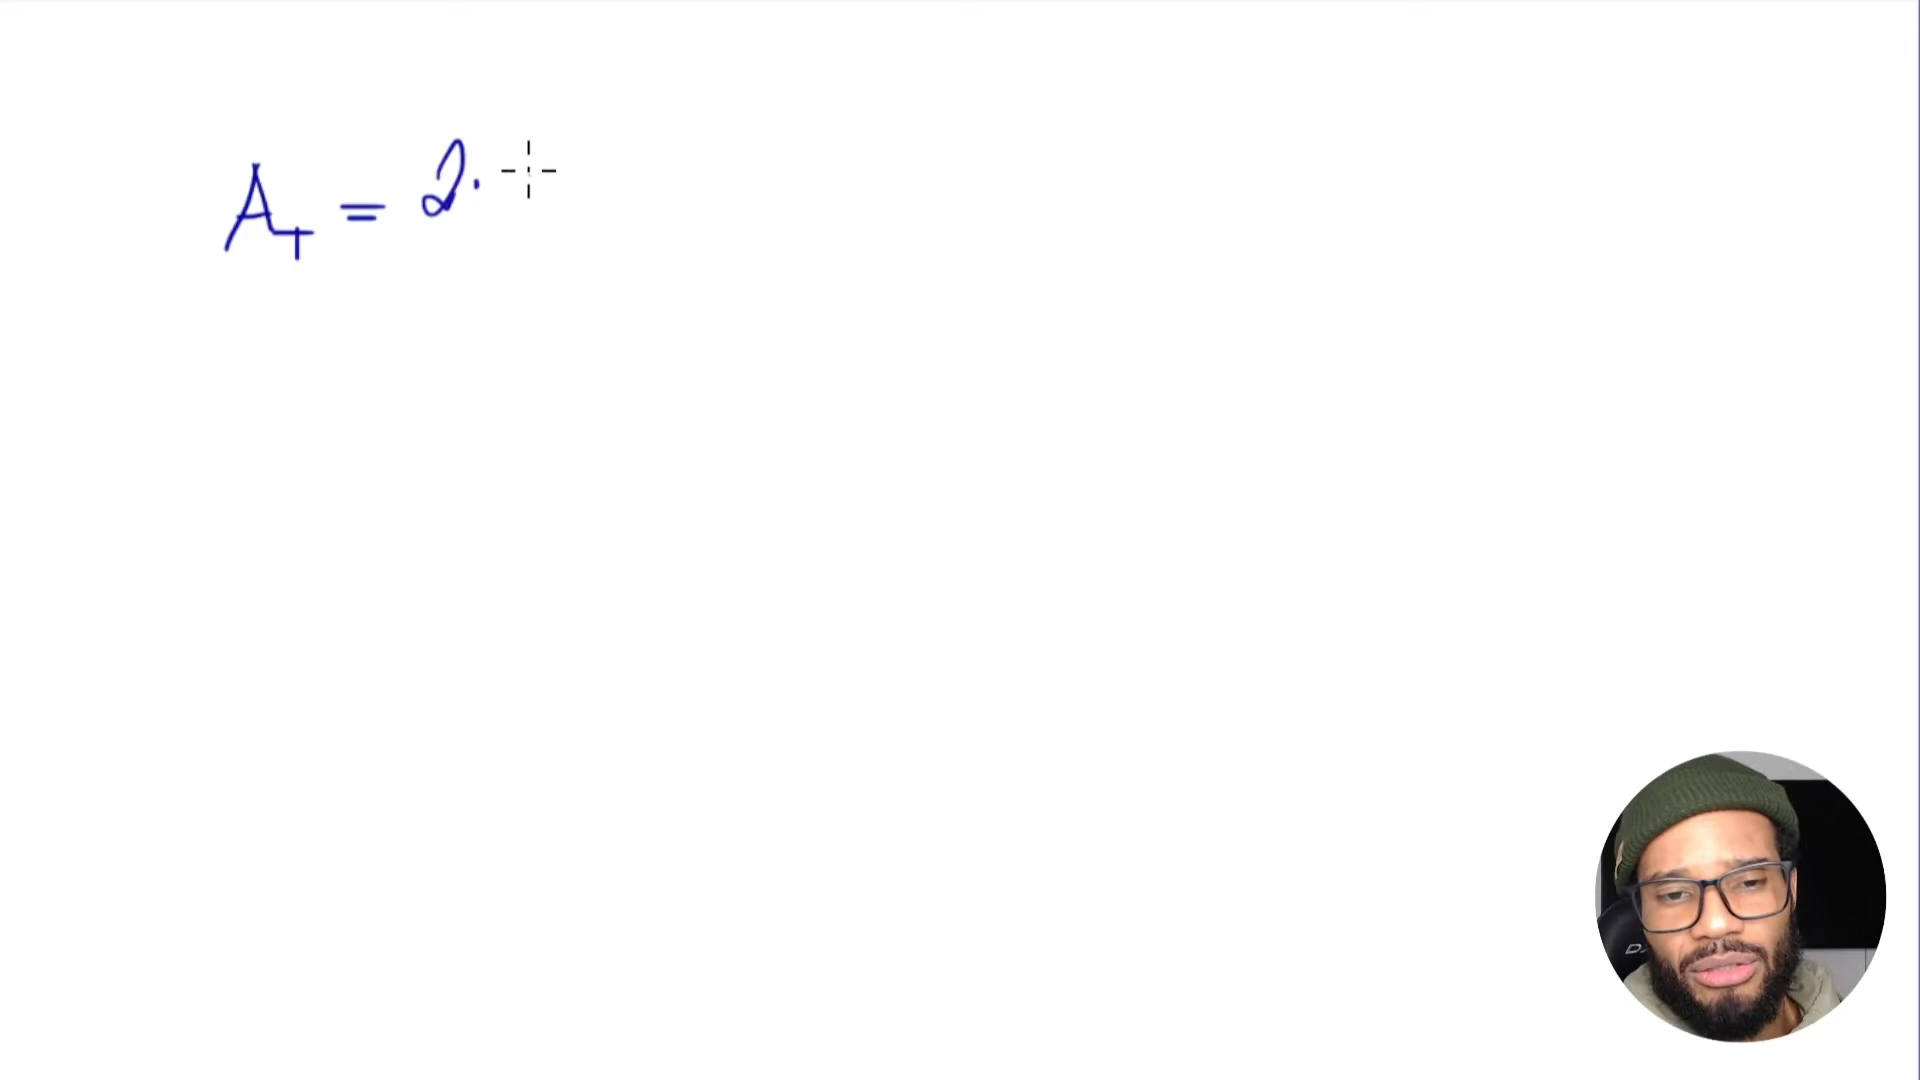 A_T = 2.